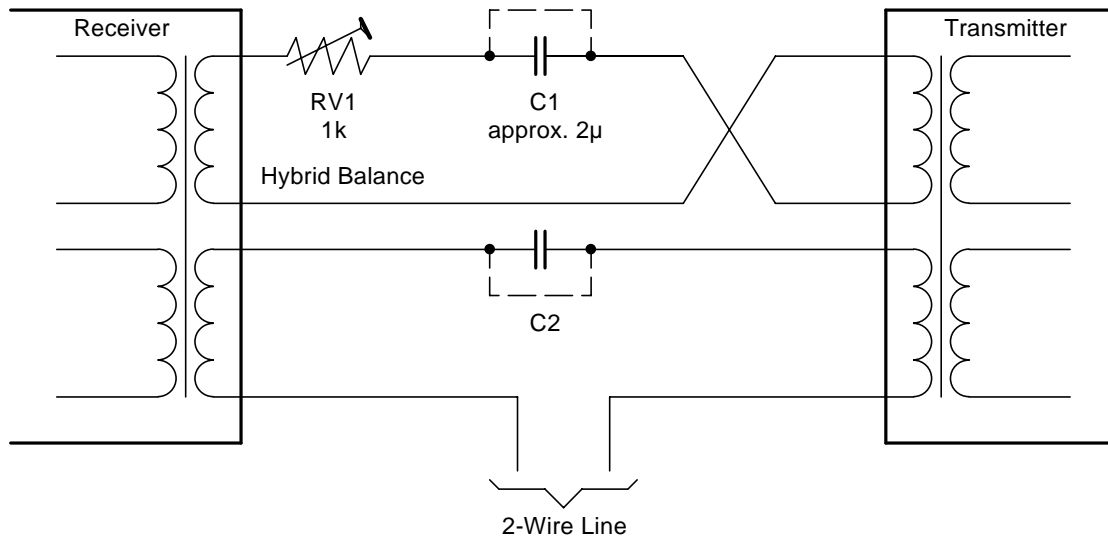 Receiver
Transmitter
RV1
1k
C1
approx. 2µ
Hybrid Balance
C2
2-Wire Line